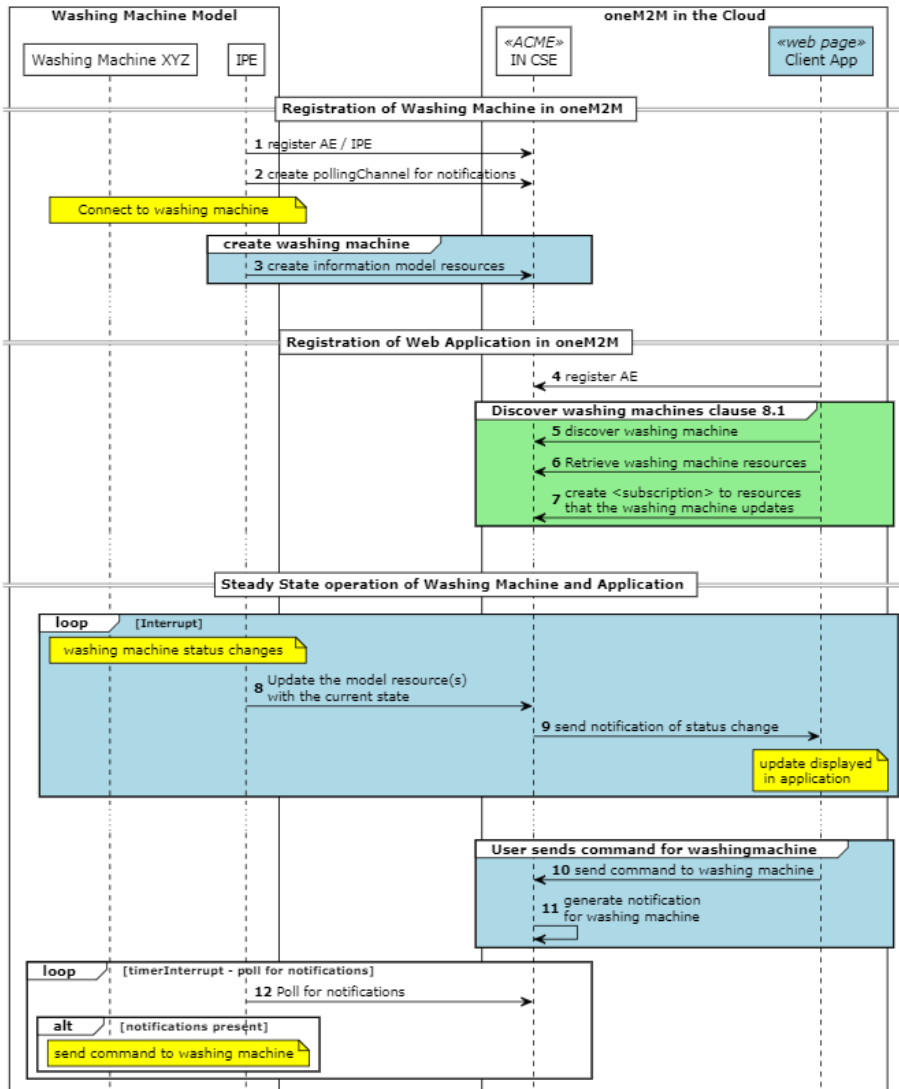 Washing Machine Model
oneM2M in the Cloud
Washing Machine XYZ
IPE
«ACME»
IN CSE
«web page»
Client App
Registration of Washing Machine in oneM2M
1 register AE / IPE
2 create pollingChannel for notifications
Connect to washing machine
create washing machine
3 create information model resources
Registration of Web Application in oneM2M
4 register AE
Discover washing machines clause 8.1
5 discover washing machine
6 Retrieve washing machine resources
7 create <subscription> to resources
that the washing machine updates
Steady State operation of Washing Machine and Application
loop [Interrupt]
washing machine status changes
8 Update the model resource(s)
with the current state
9 send notification of status change
update displayed
in application
User sends command for washingmachine
10 send command to washing machine
11 generate notification
for washing machine
loop [timerInterrupt - poll for notifications]
12 Poll for notifications
alt [notifications present]
send command to washing machine